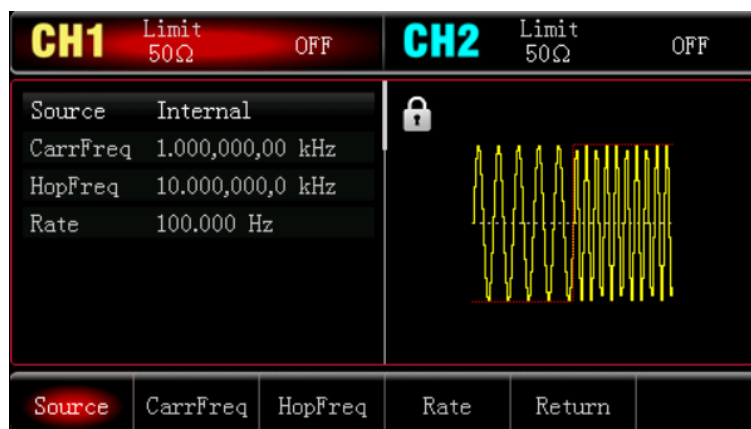 CH1 Limit 50Ω OFF CH2 Limit 50Ω OFF
Source Internal
CarrFreq 1.000,000,00 kHz
HopFreq 10.000,000,0 kHz
Rate 100.000 Hz
Source CarrFreq HopFreq Rate Return